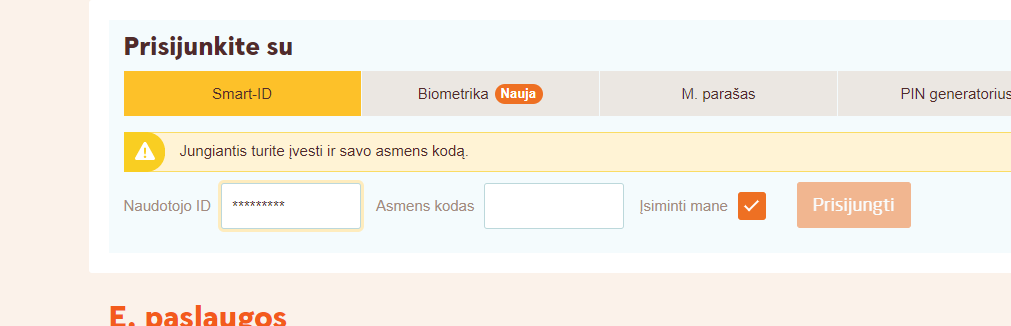 Prisijunkite su
Smart-ID Biometrika Nauja M. parašas PIN generatorius
Jungiantis turite įvesti ir savo asmens kodą.
Naudotojo ID ********* Asmens kodas Įsiminti mane Prisijungti
E. paslaugos